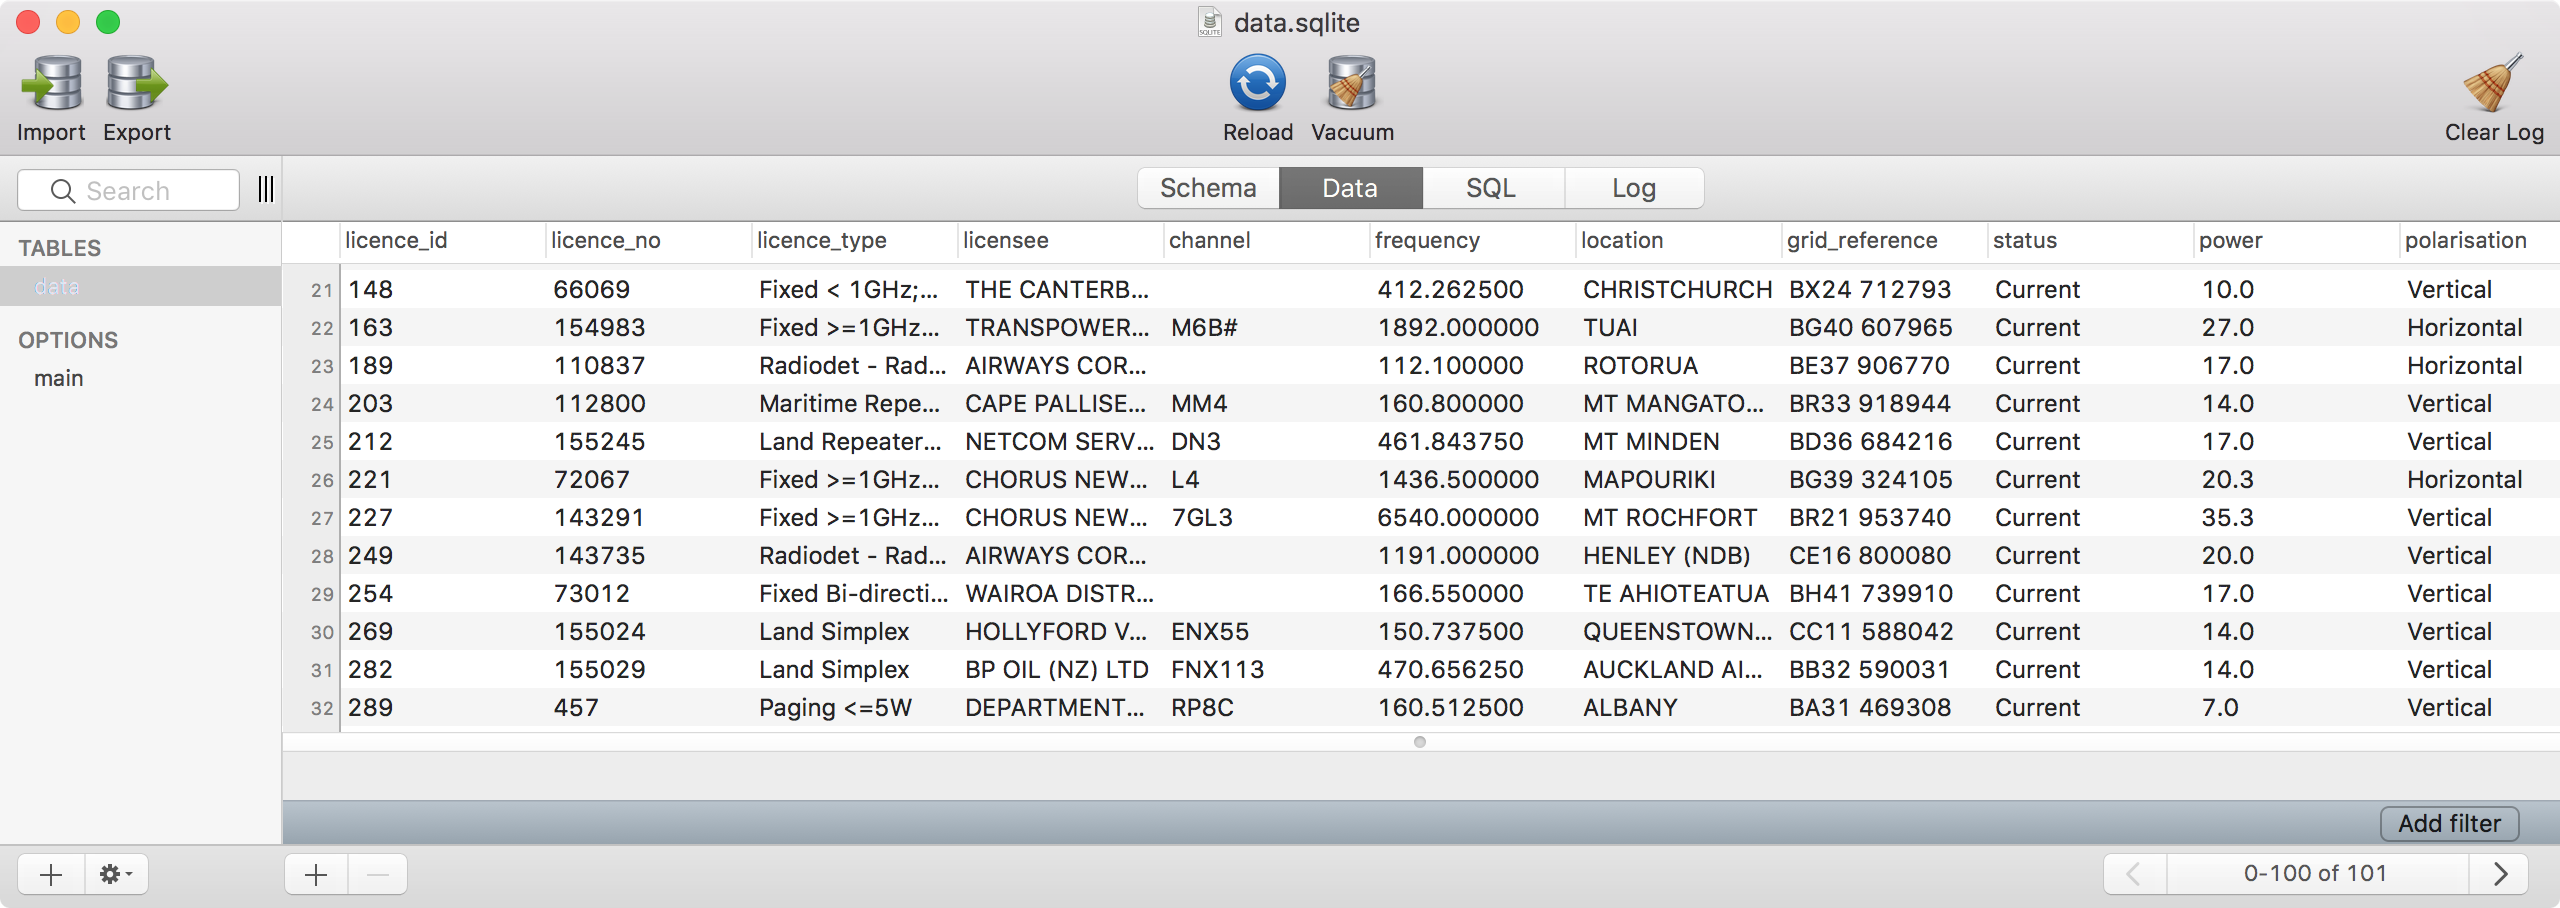 data.sqlite
Import Export Reload Vacuum Clear Log
Search Schema Data SQL Log
TABLES
data
OPTIONS
main
licence_id licence_no licence_type licensee channel frequency location grid_reference status power polarisation
21 148 66069 Fixed < 1GHz;... THE CANTERB... 412.262500 CHRISTCHURCH BX24 712793 Current 10.0 Vertical
22 163 154983 Fixed >=1GHz... TRANSPOWER... M6B# 1892.000000 TUAI BG40 607965 Current 27.0 Horizontal
23 189 110837 Radiodet - Rad... AIRWAYS COR... 112.100000 ROTORUA BE37 906770 Current 17.0 Horizontal
24 203 112800 Maritime Repe... CAPE PALLISE... MM4 160.800000 MT MANGATO... BR33 918944 Current 14.0 Vertical
25 212 155245 Land Repeater... NETCOM SERV... DN3 461.843750 MT MINDEN BD36 684216 Current 17.0 Vertical
26 221 72067 Fixed >=1GHz... CHORUS NEW... L4 1436.500000 MAPOURIKI BG39 324105 Current 20.3 Horizontal
27 227 143291 Fixed >=1GHz... CHORUS NEW... 7GL3 6540.000000 MT ROCHFORT BR21 953740 Current 35.3 Vertical
28 249 143735 Radiodet - Rad... AIRWAYS COR... 1191.000000 HENLEY (NDB) CE16 800080 Current 20.0 Vertical
29 254 73012 Fixed Bi-directi... WAIROA DISTR... 166.550000 TE AHIOTEATUA BH41 739910 Current 17.0 Vertical
30 269 155024 Land Simplex HOLLYFORD V... ENX55 150.737500 QUEENSTOWN... CC11 588042 Current 14.0 Vertical
31 282 155029 Land Simplex BP OIL (NZ) LTD FNX113 470.656250 AUCKLAND AI... BB32 590031 Current 14.0 Vertical
32 289 457 Paging <=5W DEPARTMENT... RP8C 160.512500 ALBANY BA31 469308 Current 7.0 Vertical
Add filter
0-100 of 101